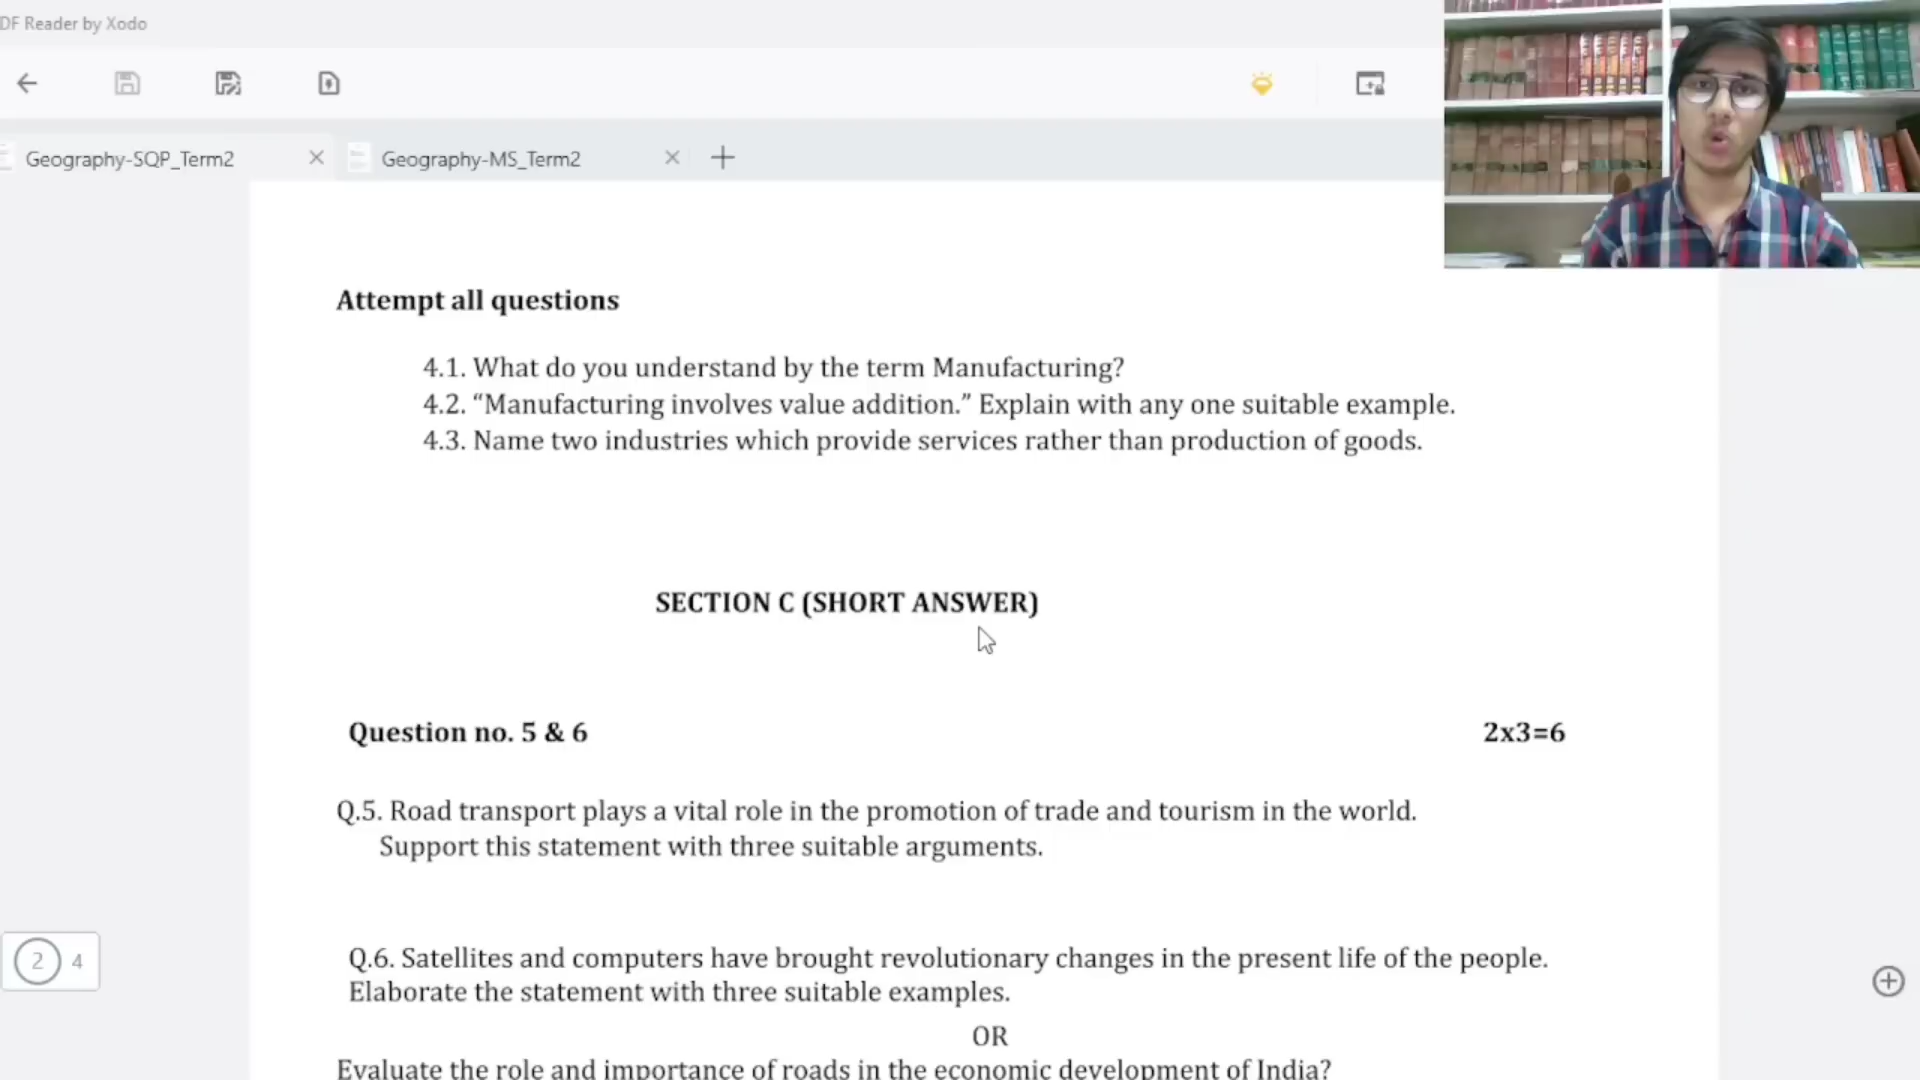 DF Reader by Xodo
Geography-SQP_Term2
Geography-MS_Term2
Attempt all questions
4.1. What do you understand by the term Manufacturing?
4.2. “Manufacturing involves value addition.” Explain with any one suitable example.
4.3. Name two industries which provide services rather than production of goods.
SECTION C (SHORT ANSWER)
Question no. 5 & 6 2x3=6
Q.5. Road transport plays a vital role in the promotion of trade and tourism in the world.
Support this statement with three suitable arguments.
Q.6. Satellites and computers have brought revolutionary changes in the present life of the people.
Elaborate the statement with three suitable examples.
OR
Evaluate the role and importance of roads in the economic development of India?
2 4